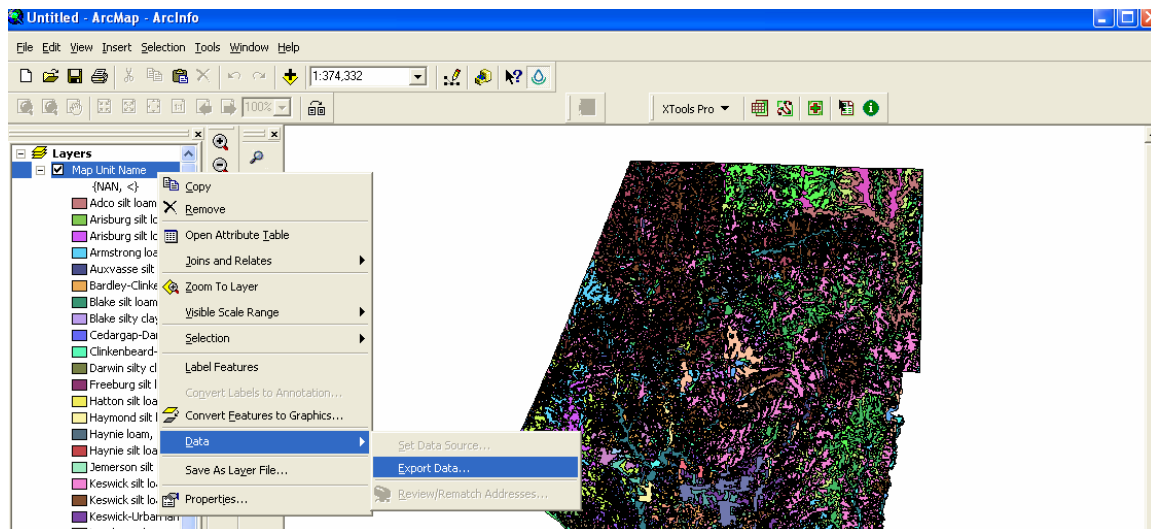 Untitled - ArcMap - ArcInfo
File Edit View Insert Selection Tools Window Help
1:374,332
100%
XTools Pro
Layers
Map Unit Name
{NAN, <}
Adco silt loam
Arisburg silt lo
Arisburg silt lo
Armstrong loa
Auxvasse silt
Bardley-Clinke
Blake silt loam
Blake silty clay
Cedargap-Da
Clinkenbeard-
Darwin silty cl
Freeburg silt l
Hatton silt loa
Haymond silt l
Haynie loam,
Haynie silt loa
Jemerson silt
Keswick silt lo
Keswick silt lo
Keswick-Urban lan
Copy
Remove
Open Attribute Table
Joins and Relates
Zoom To Layer
Visible Scale Range
Selection
Label Features
Convert Labels to Annotation...
Convert Features to Graphics...
Data
Save As Layer File...
Properties...
Set Data Source...
Export Data...
Review/Rematch Addresses...